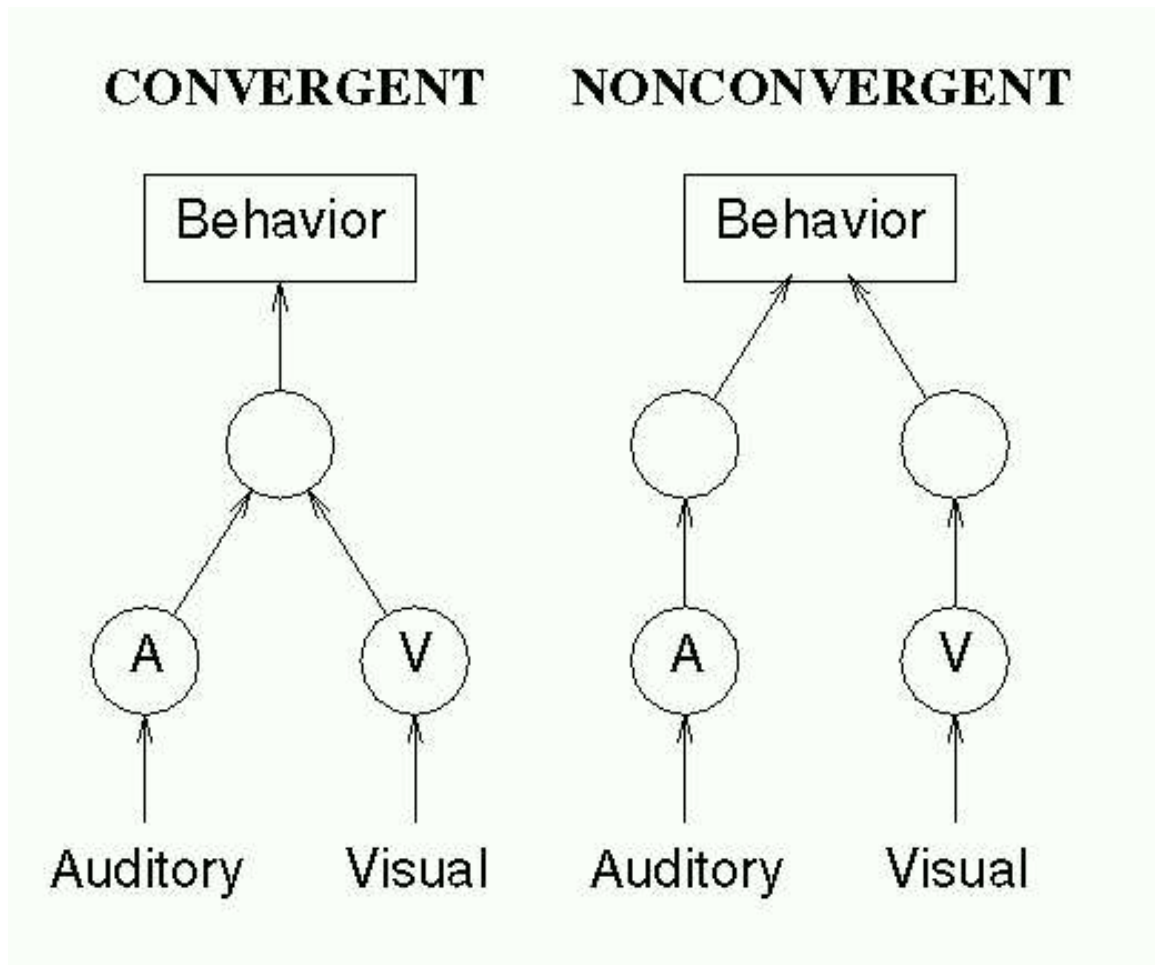 CONVERGENT NONCONVERGENT
Behavior Behavior
A V A V
Auditory Visual Auditory Visual